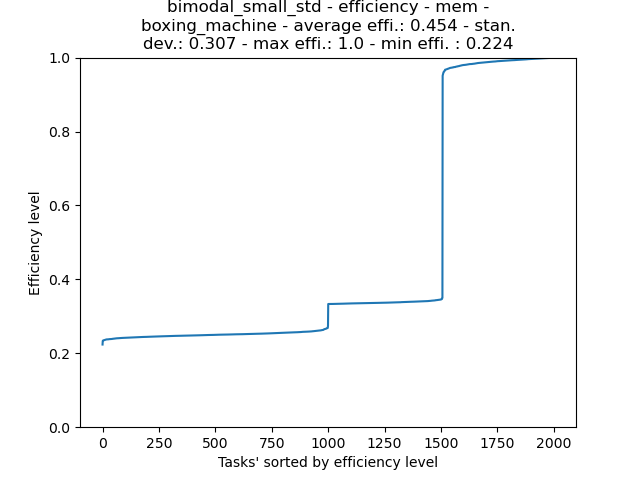 bimodal_small_std - efficiency - mem -
boxing_machine - average effi.: 0.454 - stan.
dev.: 0.307 - max effi.: 1.0 - min effi. : 0.224
1.0
0.8
0.6
0.4
0.2
0.0
Efficiency level
0 250 500 750 1000 1250 1500 1750 2000
Tasks' sorted by efficiency level